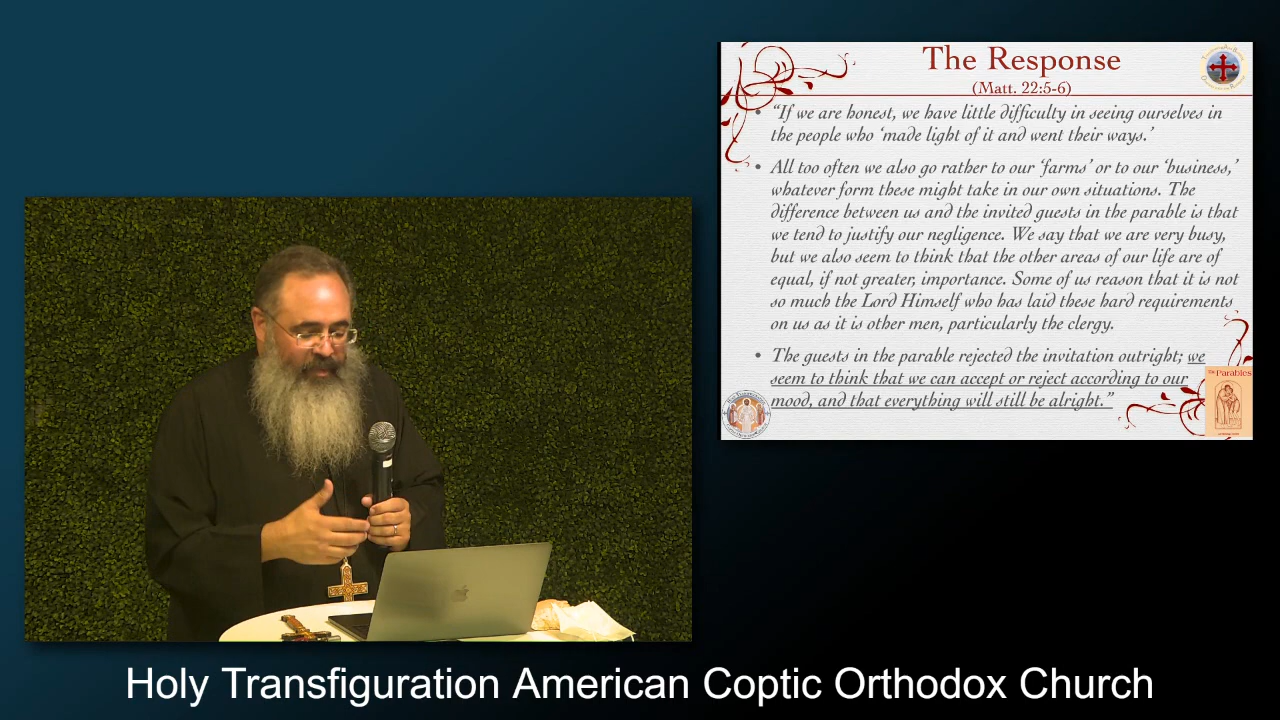 The Response
(Matt. 22:5-6)
• “If we are honest, we have little difficulty in seeing ourselves in
the people who ‘made light of it and went their ways.’
• All too often we also go rather to our ‘farms’ or to our ‘business,’
whatever form these might take in our own situations. The
difference between us and the invited guests in the parable is that
we tend to justify our negligence. We say that we are very busy,
but we also seem to think that the other areas of our life are of
equal, if not greater, importance. Some of us reason that it is not
so much the Lord Himself who has laid these hard requirements
on us as it is other men, particularly the clergy.
• The guests in the parable rejected the invitation outright; we
seem to think that we can accept or reject according to our
mood, and that everything will still be alright.”
The Parables
Holy Transfiguration American Coptic Orthodox Church